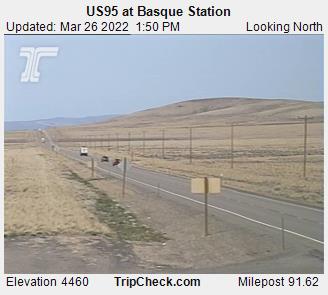 US95 at Basque Station
Updated: Mar 26 2022 1:50 PM Looking North
Elevation 4460 TripCheck.com Milepost 91.62